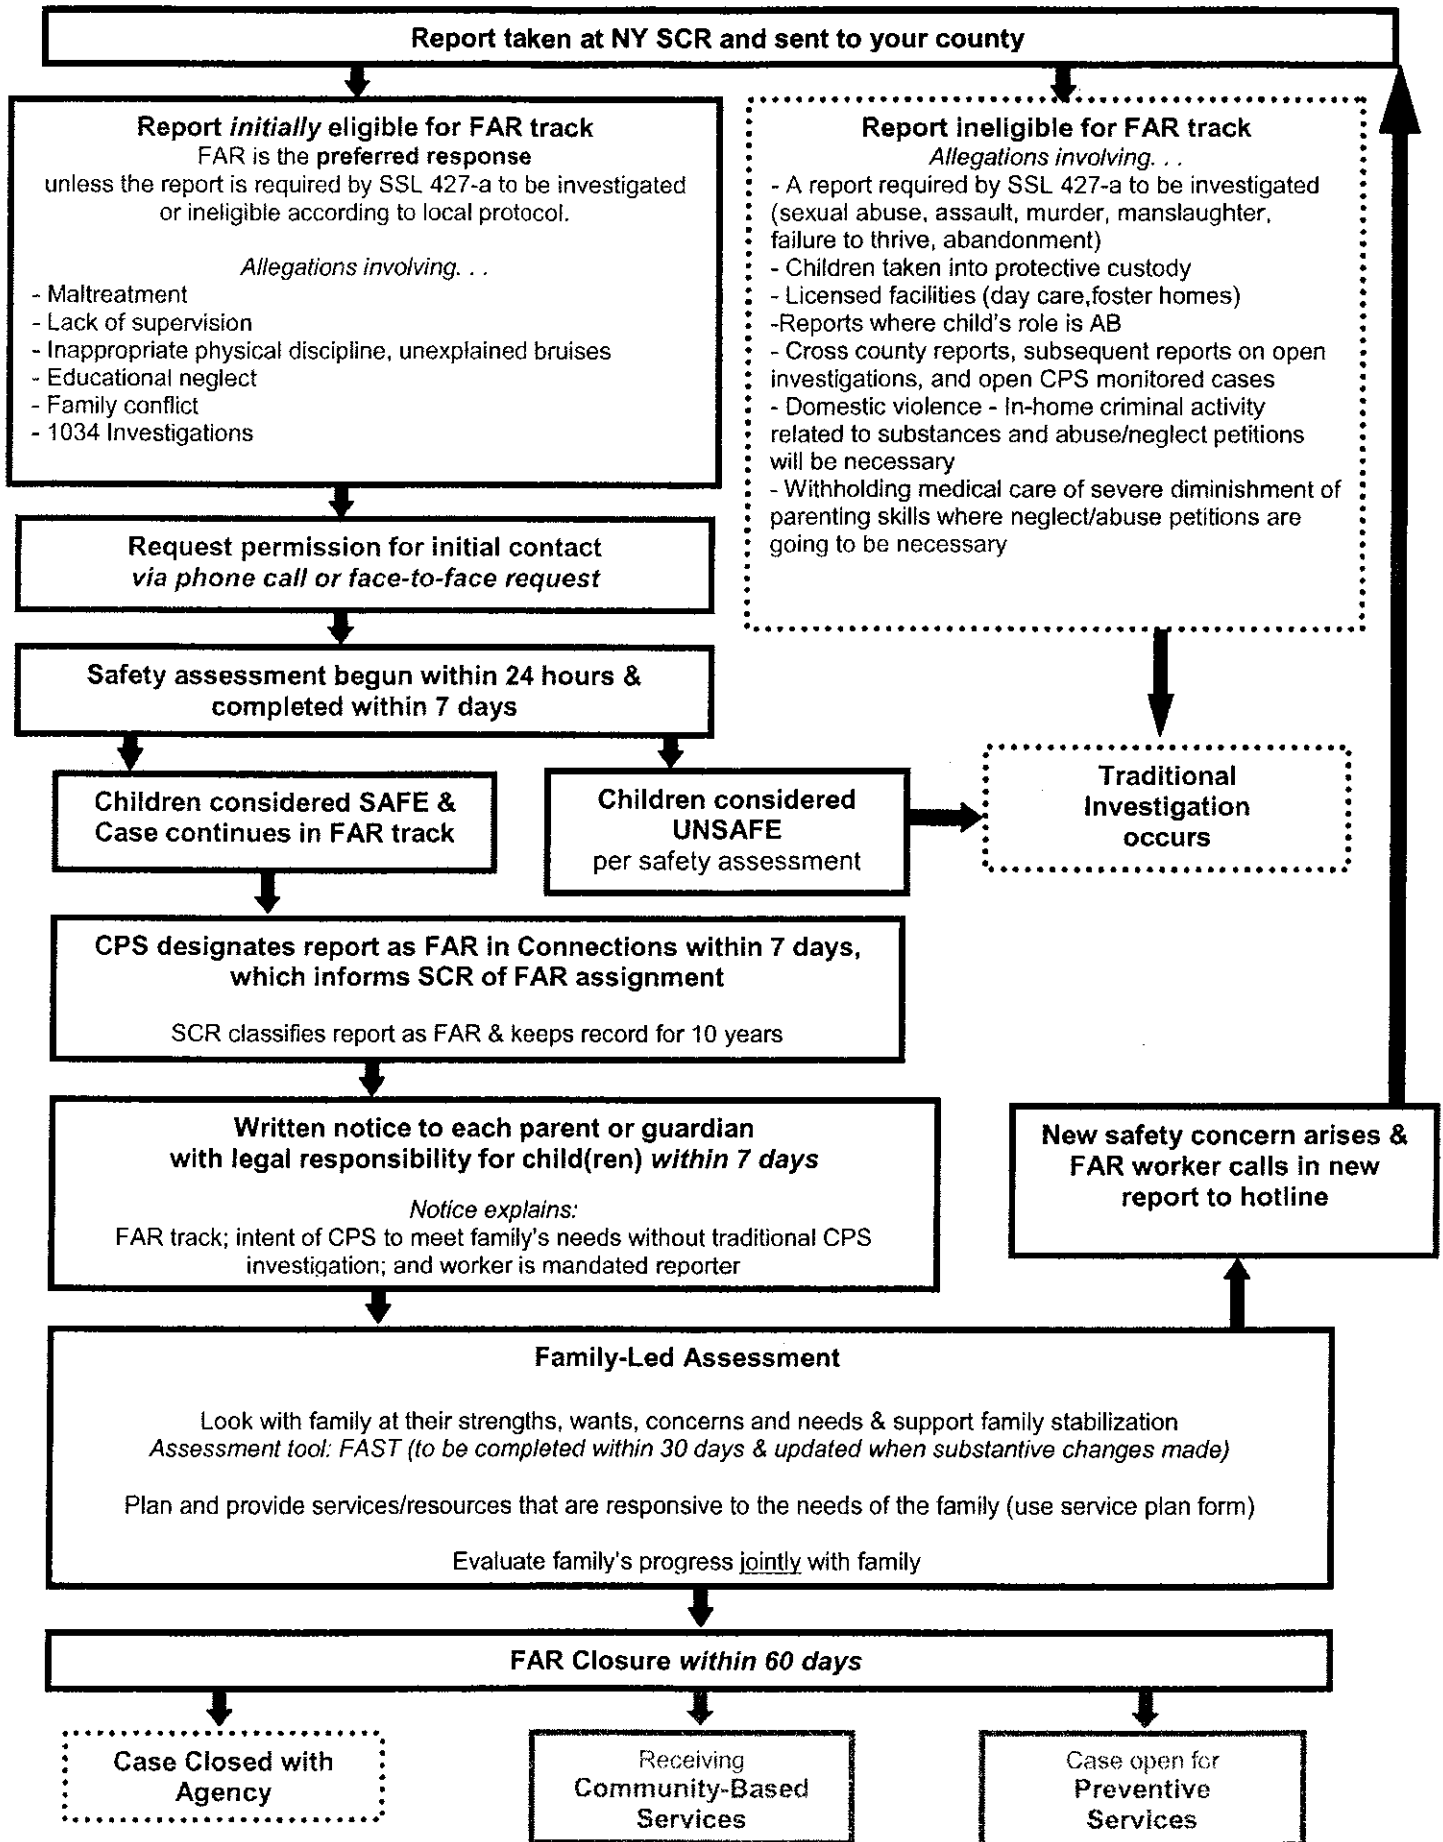 Report taken at NY SCR and sent to your county
Report initially eligible for FAR track
FAR is the preferred response
unless the report is required by SSL 427-a to be investigated
or ineligible according to local protocol.
Allegations involving. . .
- Maltreatment
- Lack of supervision
- Inappropriate physical discipline, unexplained bruises
- Educational neglect
- Family conflict
- 1034 Investigations
Report ineligible for FAR track
Allegations involving. . .
- A report required by SSL 427-a to be investigated
(sexual abuse, assault, murder, manslaughter,
failure to thrive, abandonment)
- Children taken into protective custody
- Licensed facilities (day care,foster homes)
-Reports where child's role is AB
- Cross county reports, subsequent reports on open
investigations, and open CPS monitored cases
- Domestic violence - In-home criminal activity
related to substances and abuse/neglect petitions
will be necessary
- Withholding medical care of severe diminishment of
parenting skills where neglect/abuse petitions are
going to be necessary
Request permission for initial contact
via phone call or face-to-face request
Safety assessment begun within 24 hours &
completed within 7 days
Children considered SAFE &
Case continues in FAR track
Children considered
UNSAFE
per safety assessment
Traditional
Investigation
occurs
CPS designates report as FAR in Connections within 7 days,
which informs SCR of FAR assignment
SCR classifies report as FAR & keeps record for 10 years
Written notice to each parent or guardian
with legal responsibility for child(ren) within 7 days
Notice explains:
FAR track; intent of CPS to meet family's needs without traditional CPS
investigation; and worker is mandated reporter
New safety concern arises &
FAR worker calls in new
report to hotline
Family-Led Assessment
Look with family at their strengths, wants, concerns and needs & support family stabilization
Assessment tool: FAST (to be completed within 30 days & updated when substantive changes made)
Plan and provide services/resources that are responsive to the needs of the family (use service plan form)
Evaluate family's progress jointly with family
FAR Closure within 60 days
Case Closed with
Agency
Receiving
Community-Based
Services
Case open for
Preventive
Services